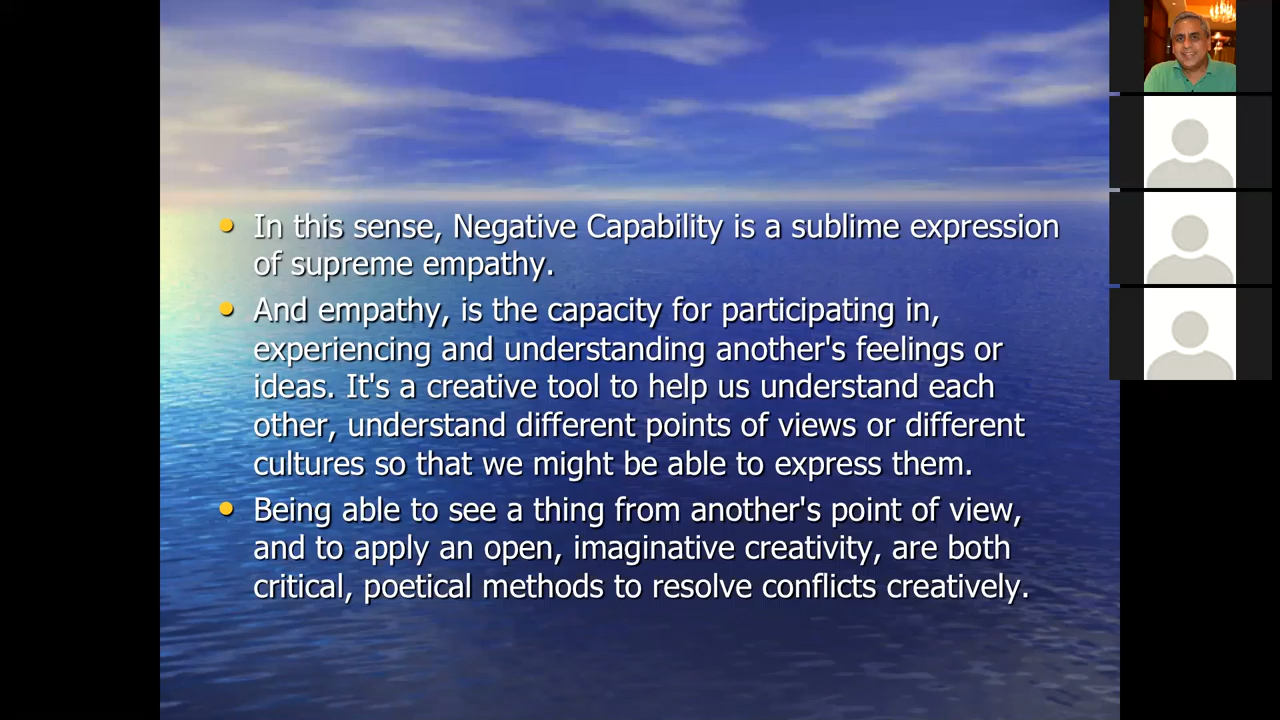 In this sense, Negative Capability is a sublime expression
of supreme empathy.
And empathy, is the capacity for participating in,
experiencing and understanding another's feelings or
ideas. It's a creative tool to help us understand each
other, understand different points of views or different
cultures so that we might be able to express them.
Being able to see a thing from another's point of view,
and to apply an open, imaginative creativity, are both
critical, poetical methods to resolve conflicts creatively.